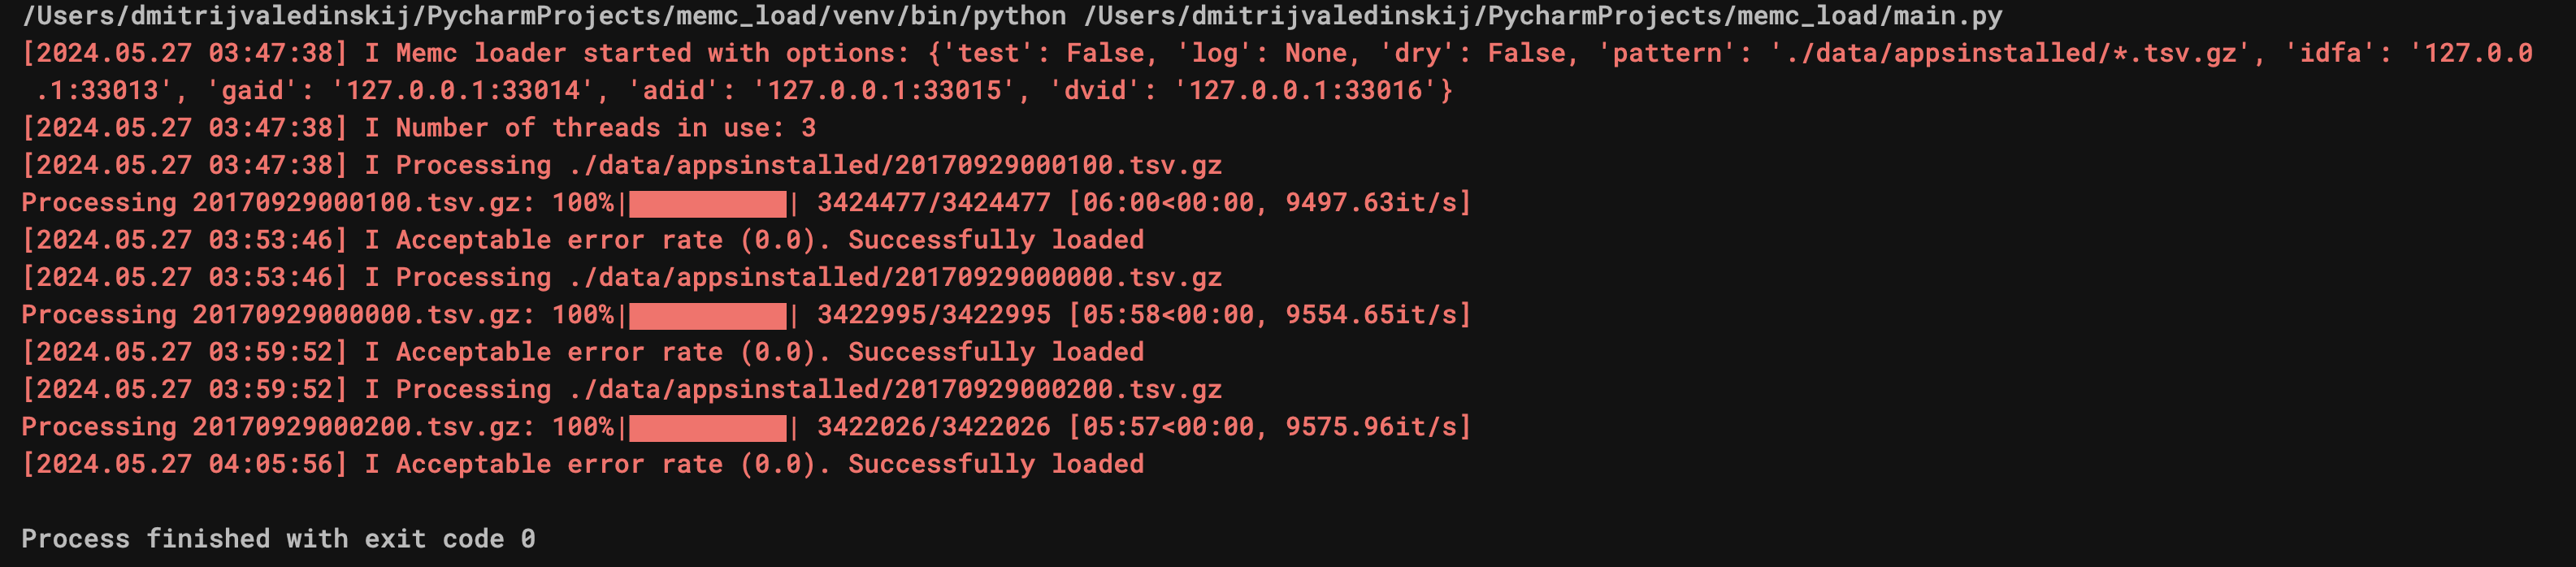 /Users/dmitrijvaledinskij/PycharmProjects/memc_load/venv/bin/python /Users/dmitrijvaledinskij/PycharmProjects/memc_load/main.py
[2024.05.27 03:47:38] I Memc loader started with options: {'test': False, 'log': None, 'dry': False, 'pattern': './data/appsinstalled/*.tsv.gz', 'idfa': '127.0.0
.1:33013', 'gaid': '127.0.0.1:33014', 'adid': '127.0.0.1:33015', 'dvid': '127.0.0.1:33016'}
[2024.05.27 03:47:38] I Number of threads in use: 3
[2024.05.27 03:47:38] I Processing ./data/appsinstalled/20170929000100.tsv.gz
Processing 20170929000100.tsv.gz: 100%|██████████| 3424477/3424477 [06:00<00:00, 9497.63it/s]
[2024.05.27 03:53:46] I Acceptable error rate (0.0). Successfully loaded
[2024.05.27 03:53:46] I Processing ./data/appsinstalled/20170929000000.tsv.gz
Processing 20170929000000.tsv.gz: 100%|██████████| 3422995/3422995 [05:58<00:00, 9554.65it/s]
[2024.05.27 03:59:52] I Acceptable error rate (0.0). Successfully loaded
[2024.05.27 03:59:52] I Processing ./data/appsinstalled/20170929000200.tsv.gz
Processing 20170929000200.tsv.gz: 100%|██████████| 3422026/3422026 [05:57<00:00, 9575.96it/s]
[2024.05.27 04:05:56] I Acceptable error rate (0.0). Successfully loaded
Process finished with exit code 0